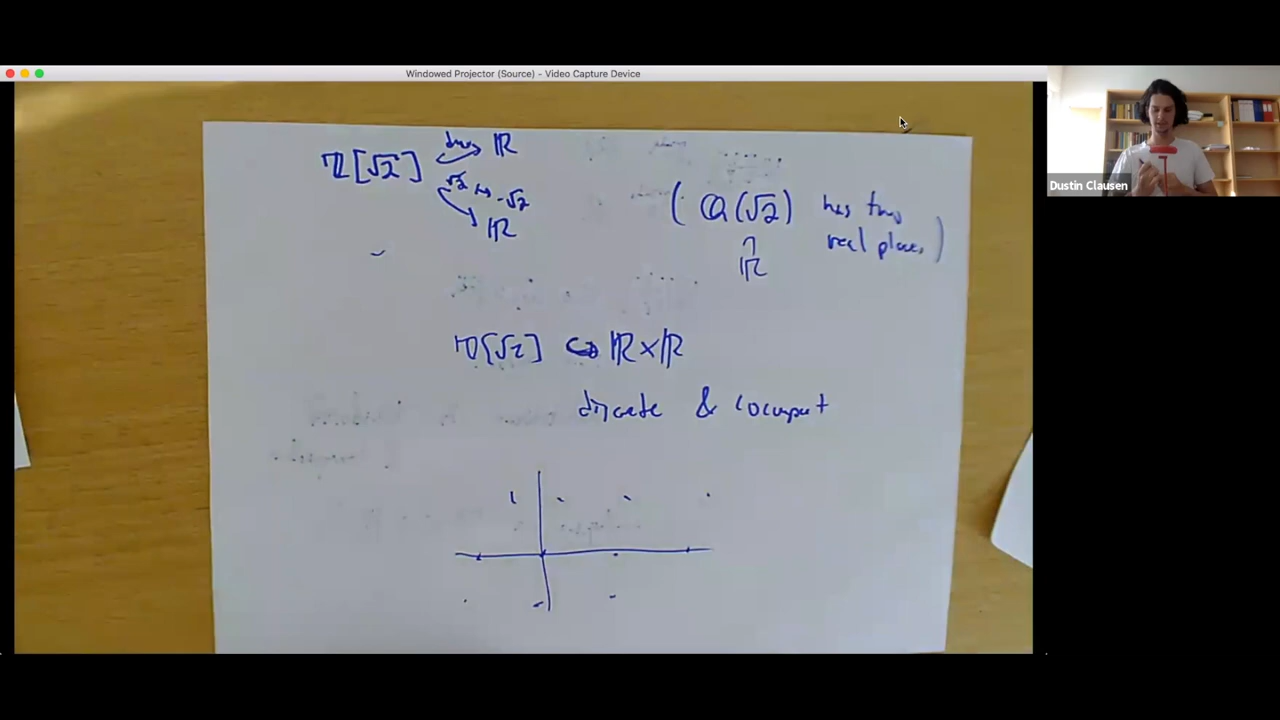 Windowed Projector (Source) - Video Capture Device
Dustin Clausen
ℤ[√2] → ℝ
√2 ↦ -√2
ℝ
( ℚ(√2) has two
real places)
∩
ℝ
ℤ[√2] ↪ ℝ×ℝ
discrete & cocompact